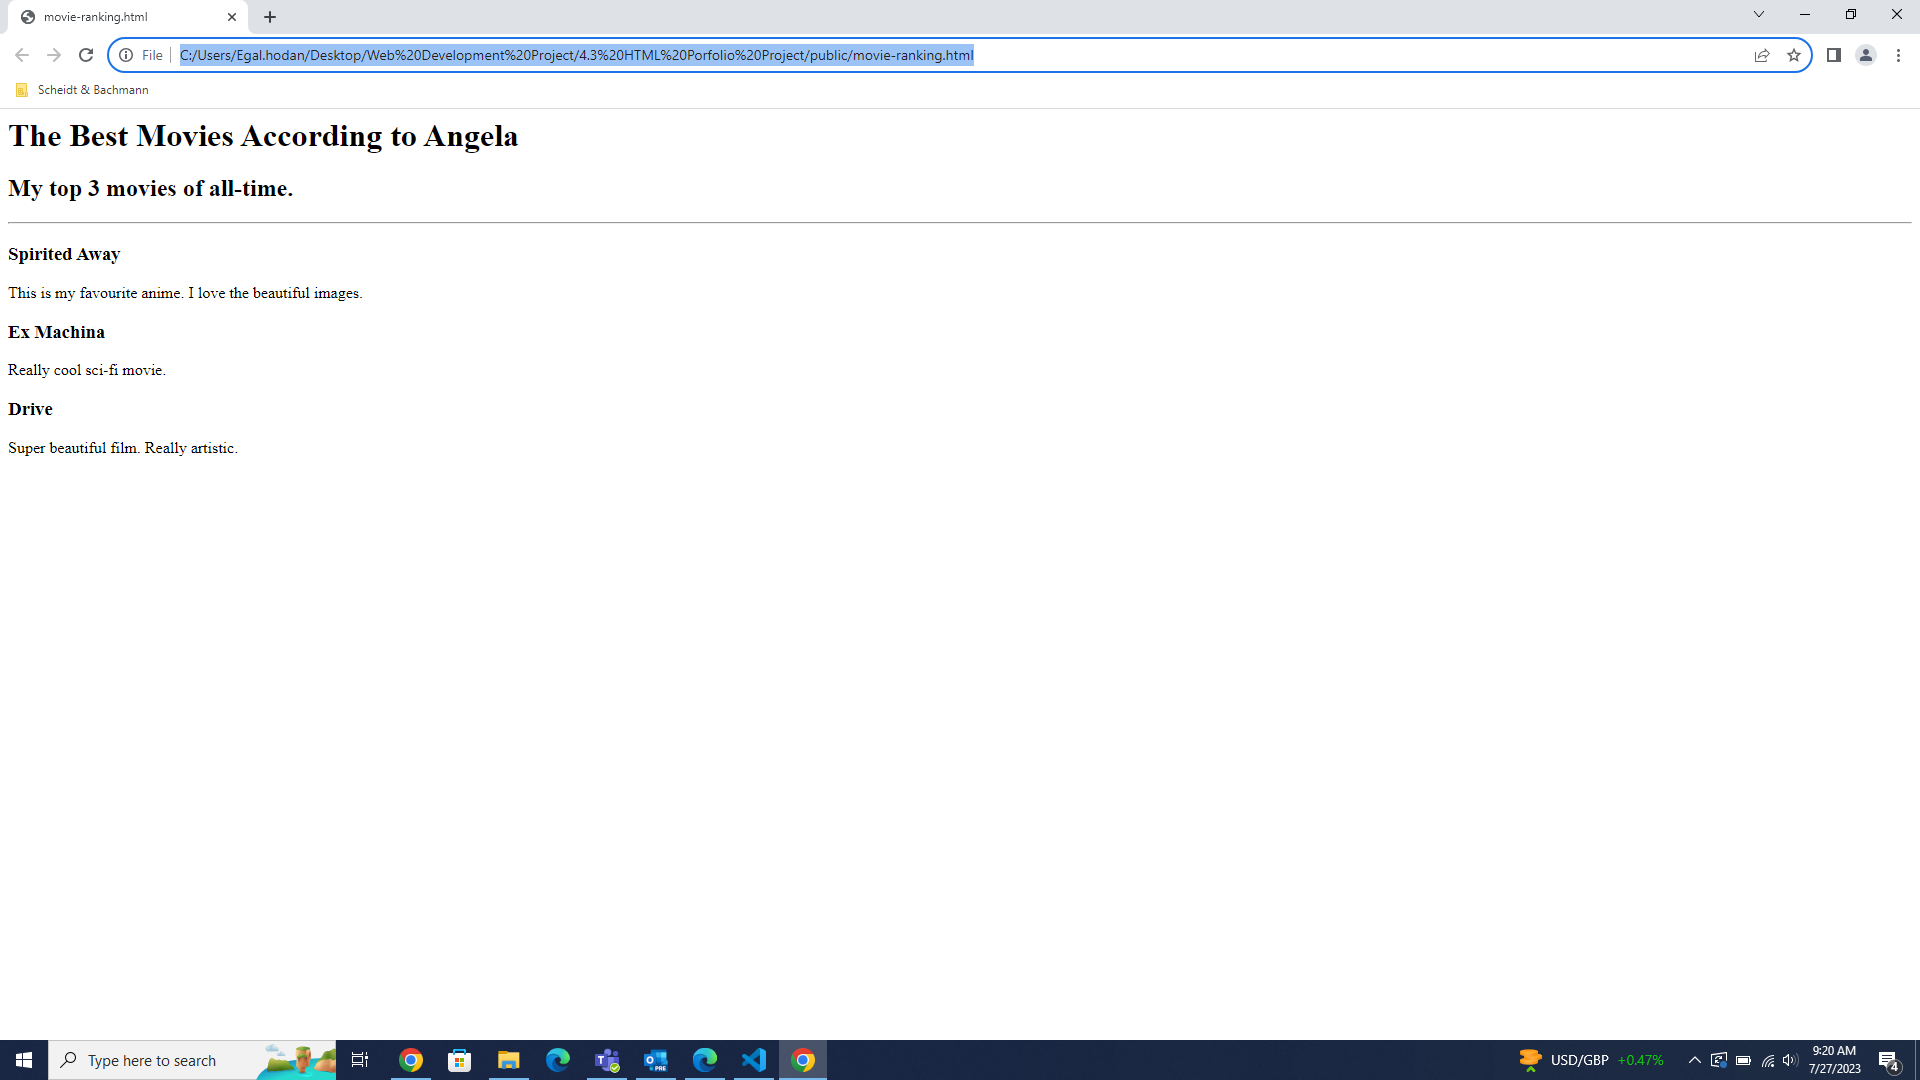 movie-ranking.html
File
C:/Users/Egal.hodan/Desktop/Web%20Development%20Project/4.3%20HTML%20Porfolio%20Project/public/movie-ranking.html
Scheidt & Bachmann
The Best Movies According to Angela
My top 3 movies of all-time.
Spirited Away
This is my favourite anime. I love the beautiful images.
Ex Machina
Really cool sci-fi movie.
Drive
Super beautiful film. Really artistic.
Type here to search
USD/GBP +0.47%
9:20 AM
7/27/2023
4